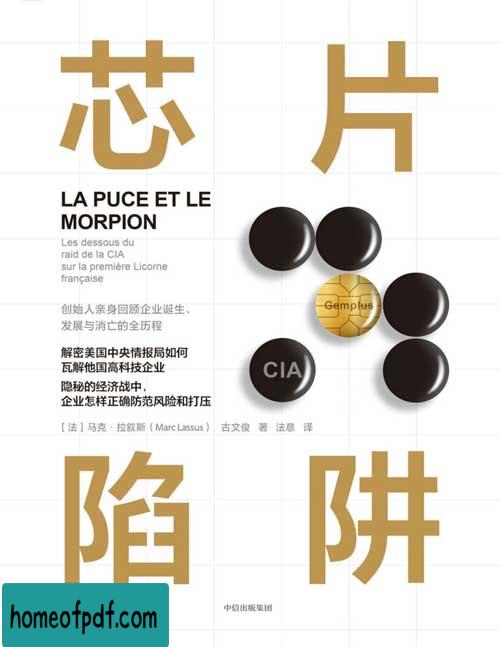 芯片
LA PUCE ET LE
MORPION
Les dessous du
raid de la CIA
sur la première Licorne
française
Gemplus
CIA
创始人亲身回顾企业诞生、
发展与消亡的全历程
解密美国中央情报局如何
瓦解他国高科技企业
隐秘的经济战中,
企业怎样正确防范风险和打压
[法] 马克·拉叙斯 (Marc Lassus) 古文俊 著 法意 译
陷阱
中信出版集团
homeofpdf.com